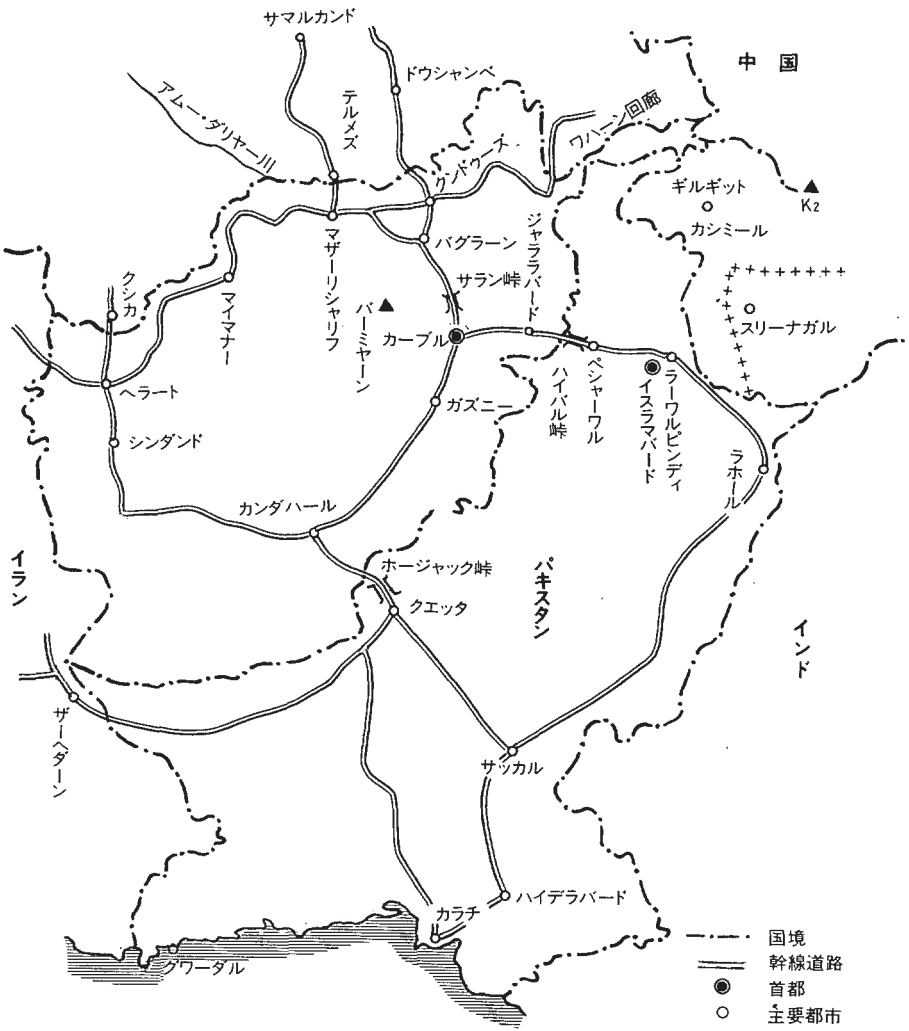 サマルカンド
中国
ドウシャンベ
アムー・ダリヤー川
テルメズ
ワハーン回廊
クンドゥーズ
ギルギット
K2
カシミール
マザーリシャリフ
バグラーン
ジャララバード
サラン峠
クシカ
マイマナー
バーミヤーン
スリーナガル
カーブル
ヘラート
ハイバル峠
ペシャーワル
イスラマバード
ラーワルピンディ
ガズニー
シンダンド
ラホール
カンダハール
イラン
ホージャック峠
パキスタン
クエッタ
インド
ザーヘダーン
サッカル
ハイデラバード
カラチ
グワーダル
国境
幹線道路
首都
主要都市